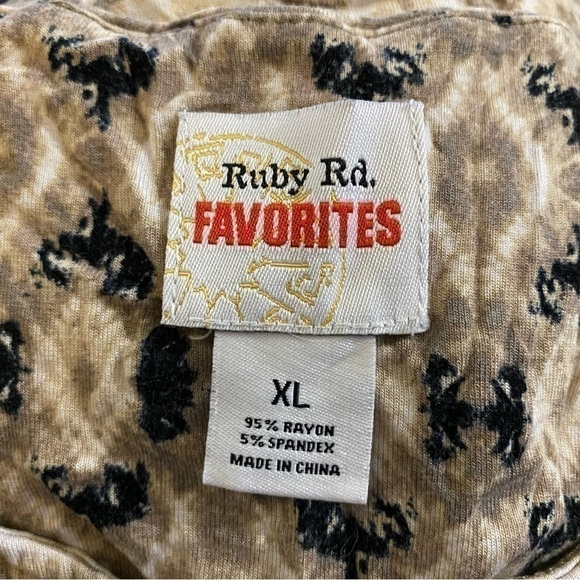 Ruby Rd.
FAVORITES
XL
95% RAYON
5% SPANDEX
MADE IN CHINA